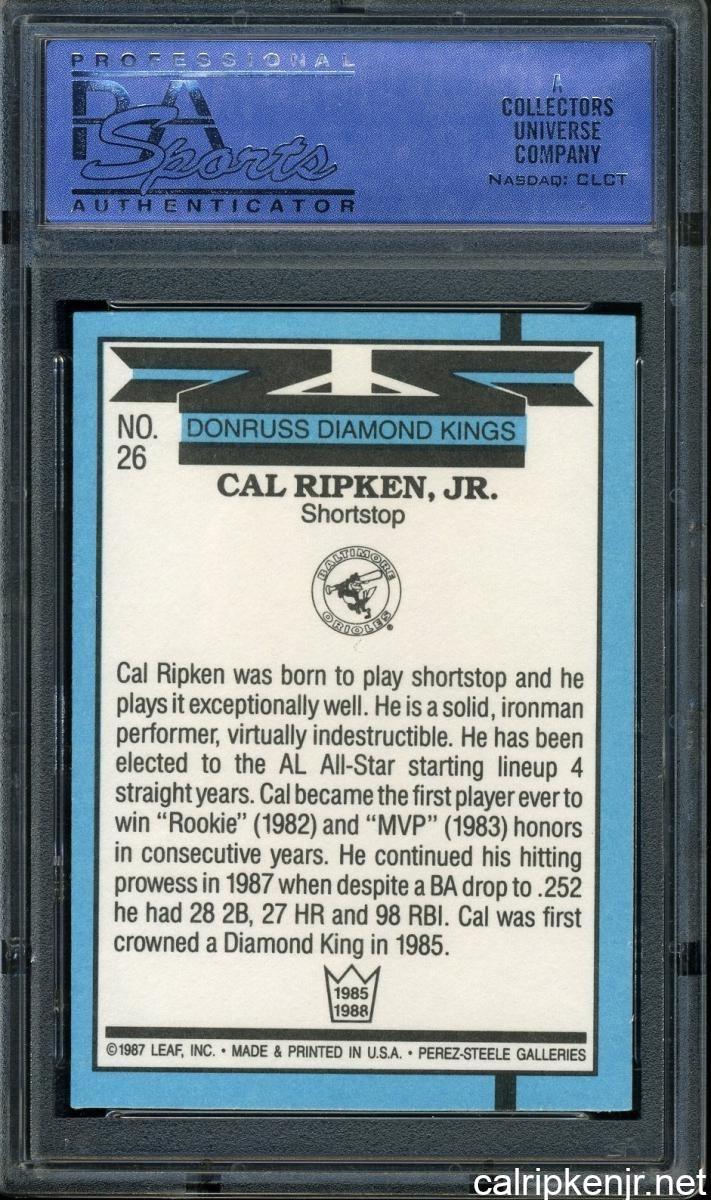 PROFESSIONAL
PSA
Sports
AUTHENTICATOR
A
COLLECTORS
UNIVERSE
COMPANY
NASDAQ: CLCT
NO.
26
DONRUSS DIAMOND KINGS
CAL RIPKEN, JR.
Shortstop
BALTIMORE
ORIOLES®
Cal Ripken was born to play shortstop and he
plays it exceptionally well. He is a solid, ironman
performer, virtually indestructible. He has been
elected to the AL All-Star starting lineup 4
straight years. Cal became the first player ever to
win “Rookie” (1982) and “MVP” (1983) honors
in consecutive years. He continued his hitting
prowess in 1987 when despite a BA drop to .252
he had 28 2B, 27 HR and 98 RBI. Cal was first
crowned a Diamond King in 1985.
1985
1988
©1987 LEAF, INC. • MADE & PRINTED IN U.S.A. • PEREZ-STEELE GALLERIES
calripkenjr.net